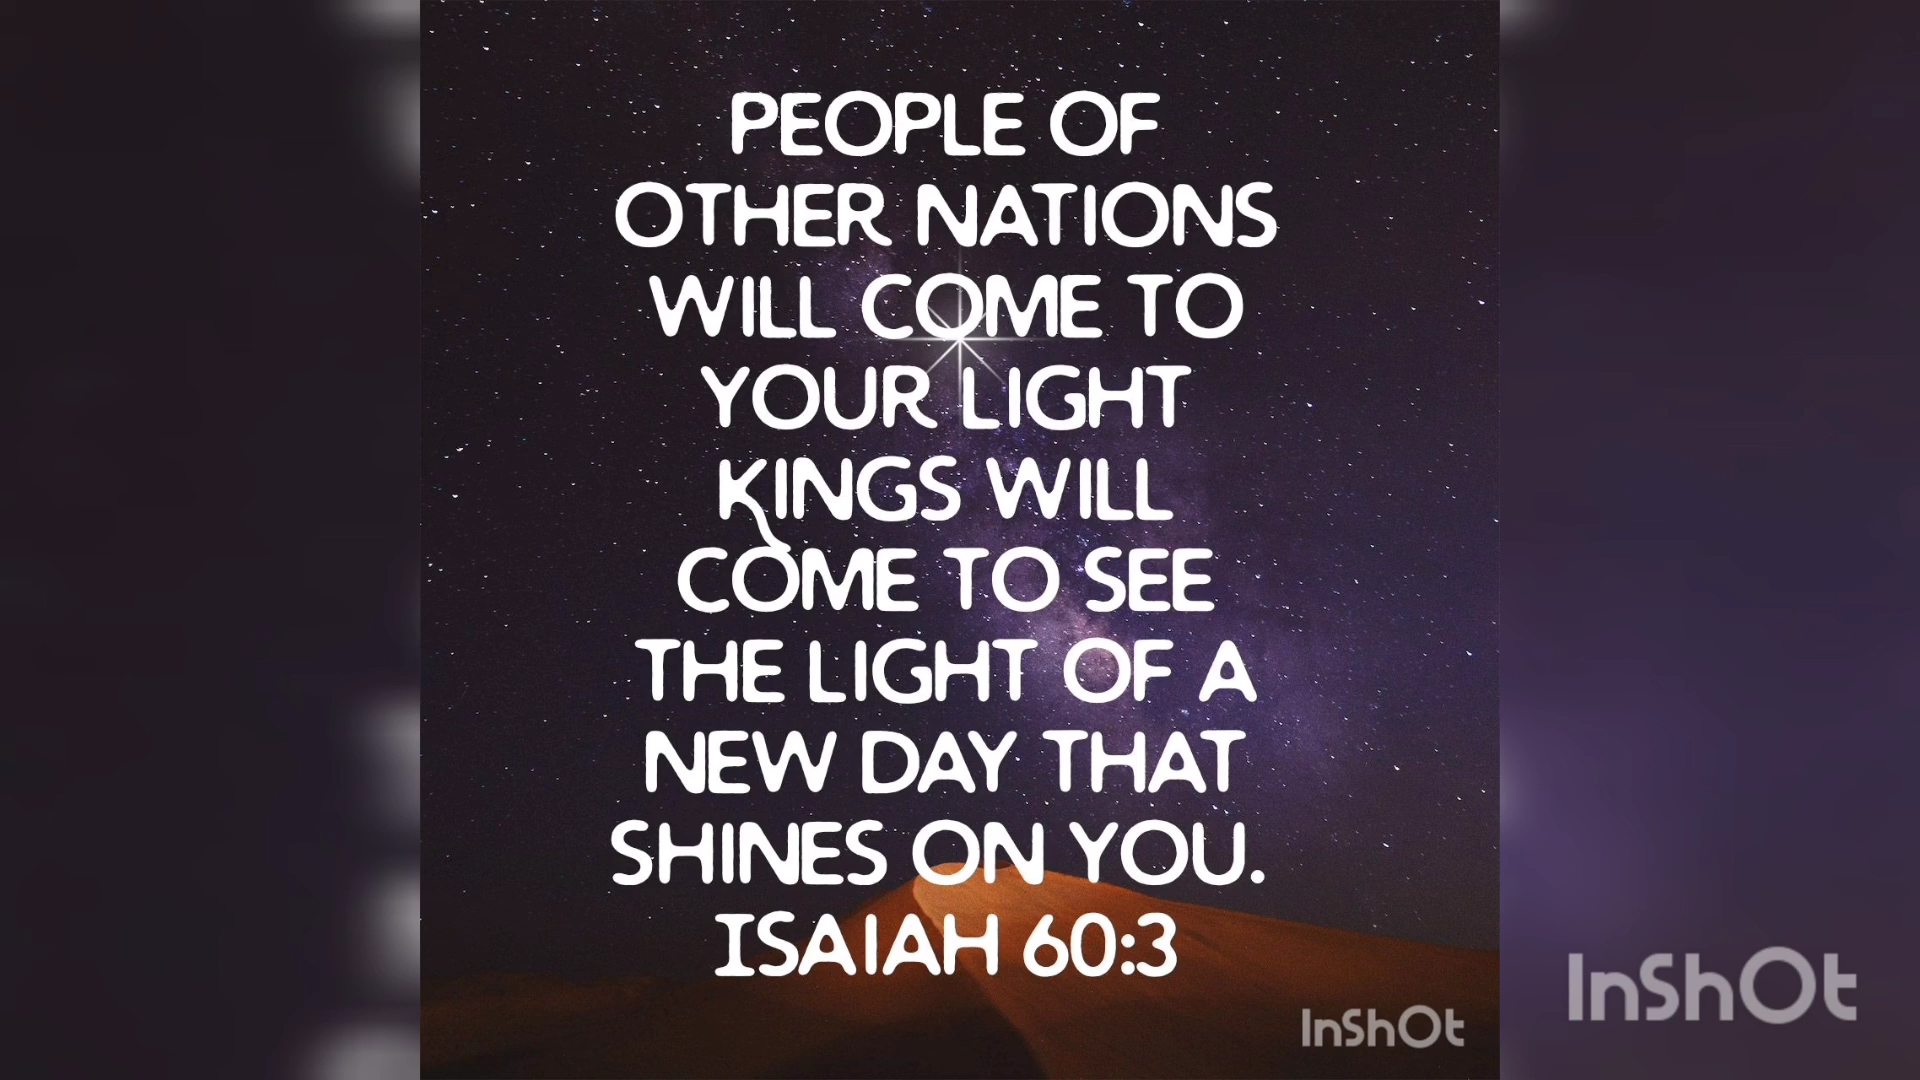 PEOPLE OF
OTHER NATIONS
WILL COME TO
YOUR LIGHT
KINGS WILL
COME TO SEE
THE LIGHT OF A
NEW DAY THAT
SHINES ON YOU.
ISAIAH 60:3
InShOt
InShOt